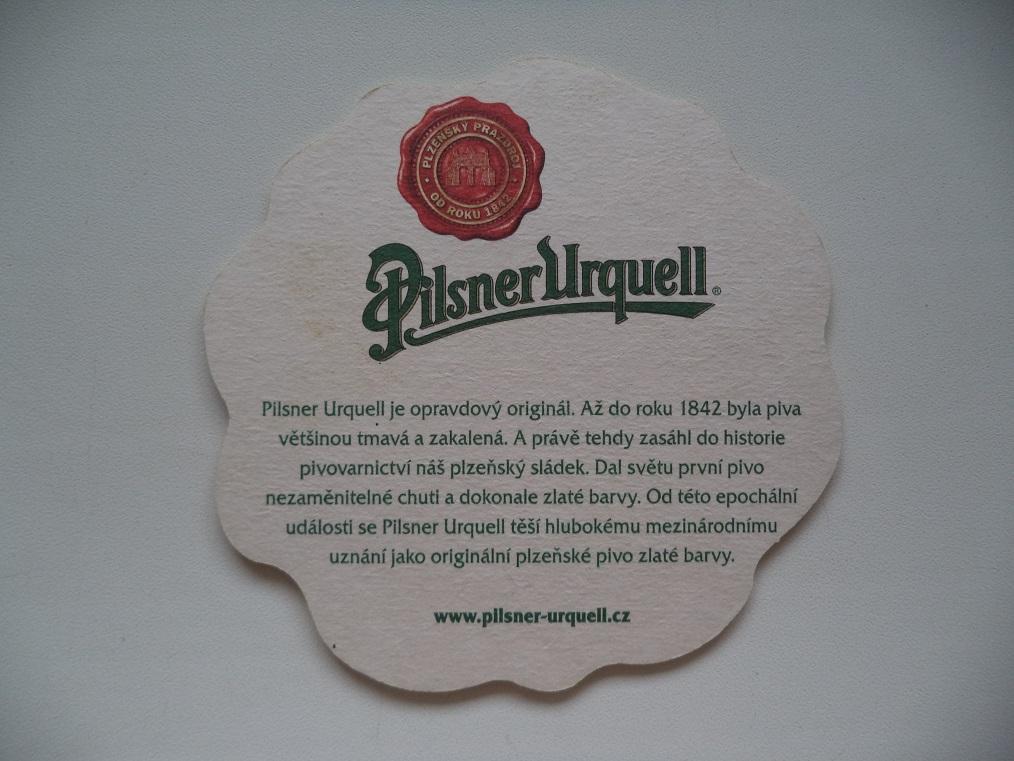 PLZEŇSKÝ PRAZDROJ
OD ROKU 1842
Pilsner Urquell®
Pilsner Urquell je opravdový originál. Až do roku 1842 byla piva
většinou tmavá a zakalená. A právě tehdy zasáhl do historie
pivovarnictví náš plzeňský sládek. Dal světu první pivo
nezaměnitelné chuti a dokonale zlaté barvy. Od této epochální
události se Pilsner Urquell těší hlubokému mezinárodnímu
uznání jako originální plzeňské pivo zlaté barvy.
www.pilsner-urquell.cz